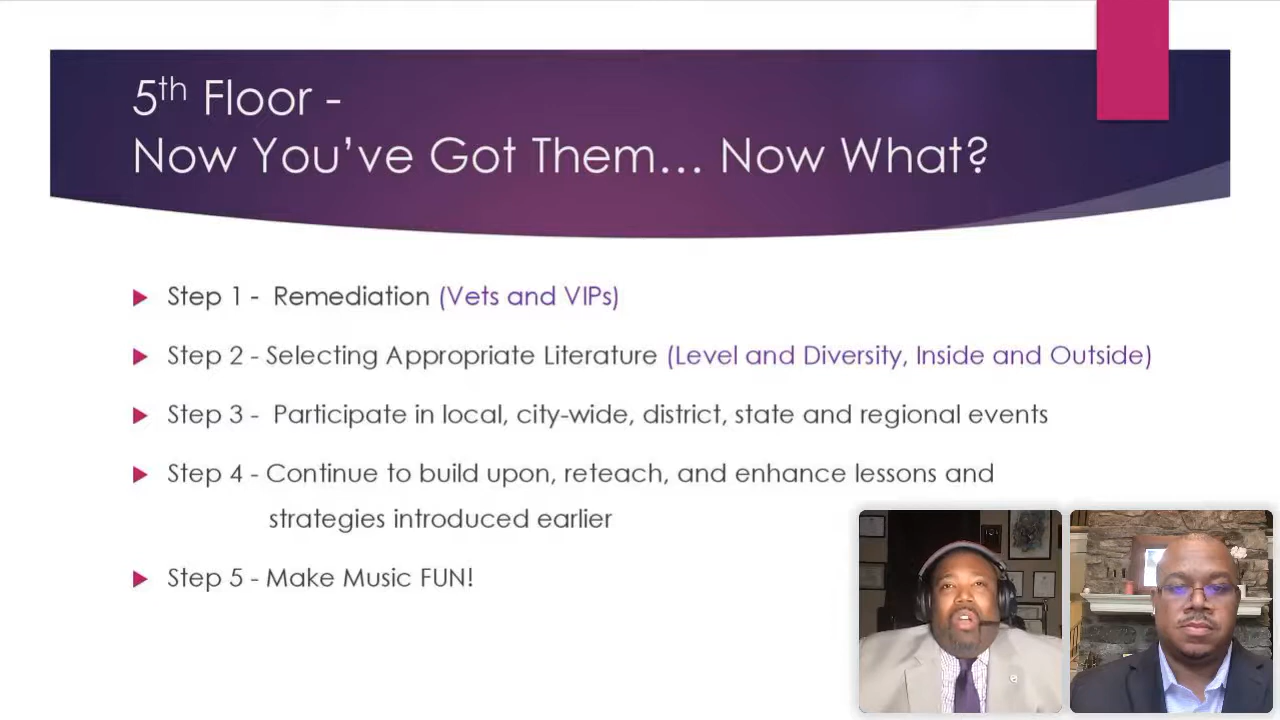 5th Floor -
Now You've Got Them… Now What?
Step 1 - Remediation (Vets and VIPs)
Step 2 - Selecting Appropriate Literature (Level and Diversity, Inside and Outside)
Step 3 - Participate in local, city-wide, district, state and regional events
Step 4 - Continue to build upon, reteach, and enhance lessons and
strategies introduced earlier
Step 5 - Make Music FUN!